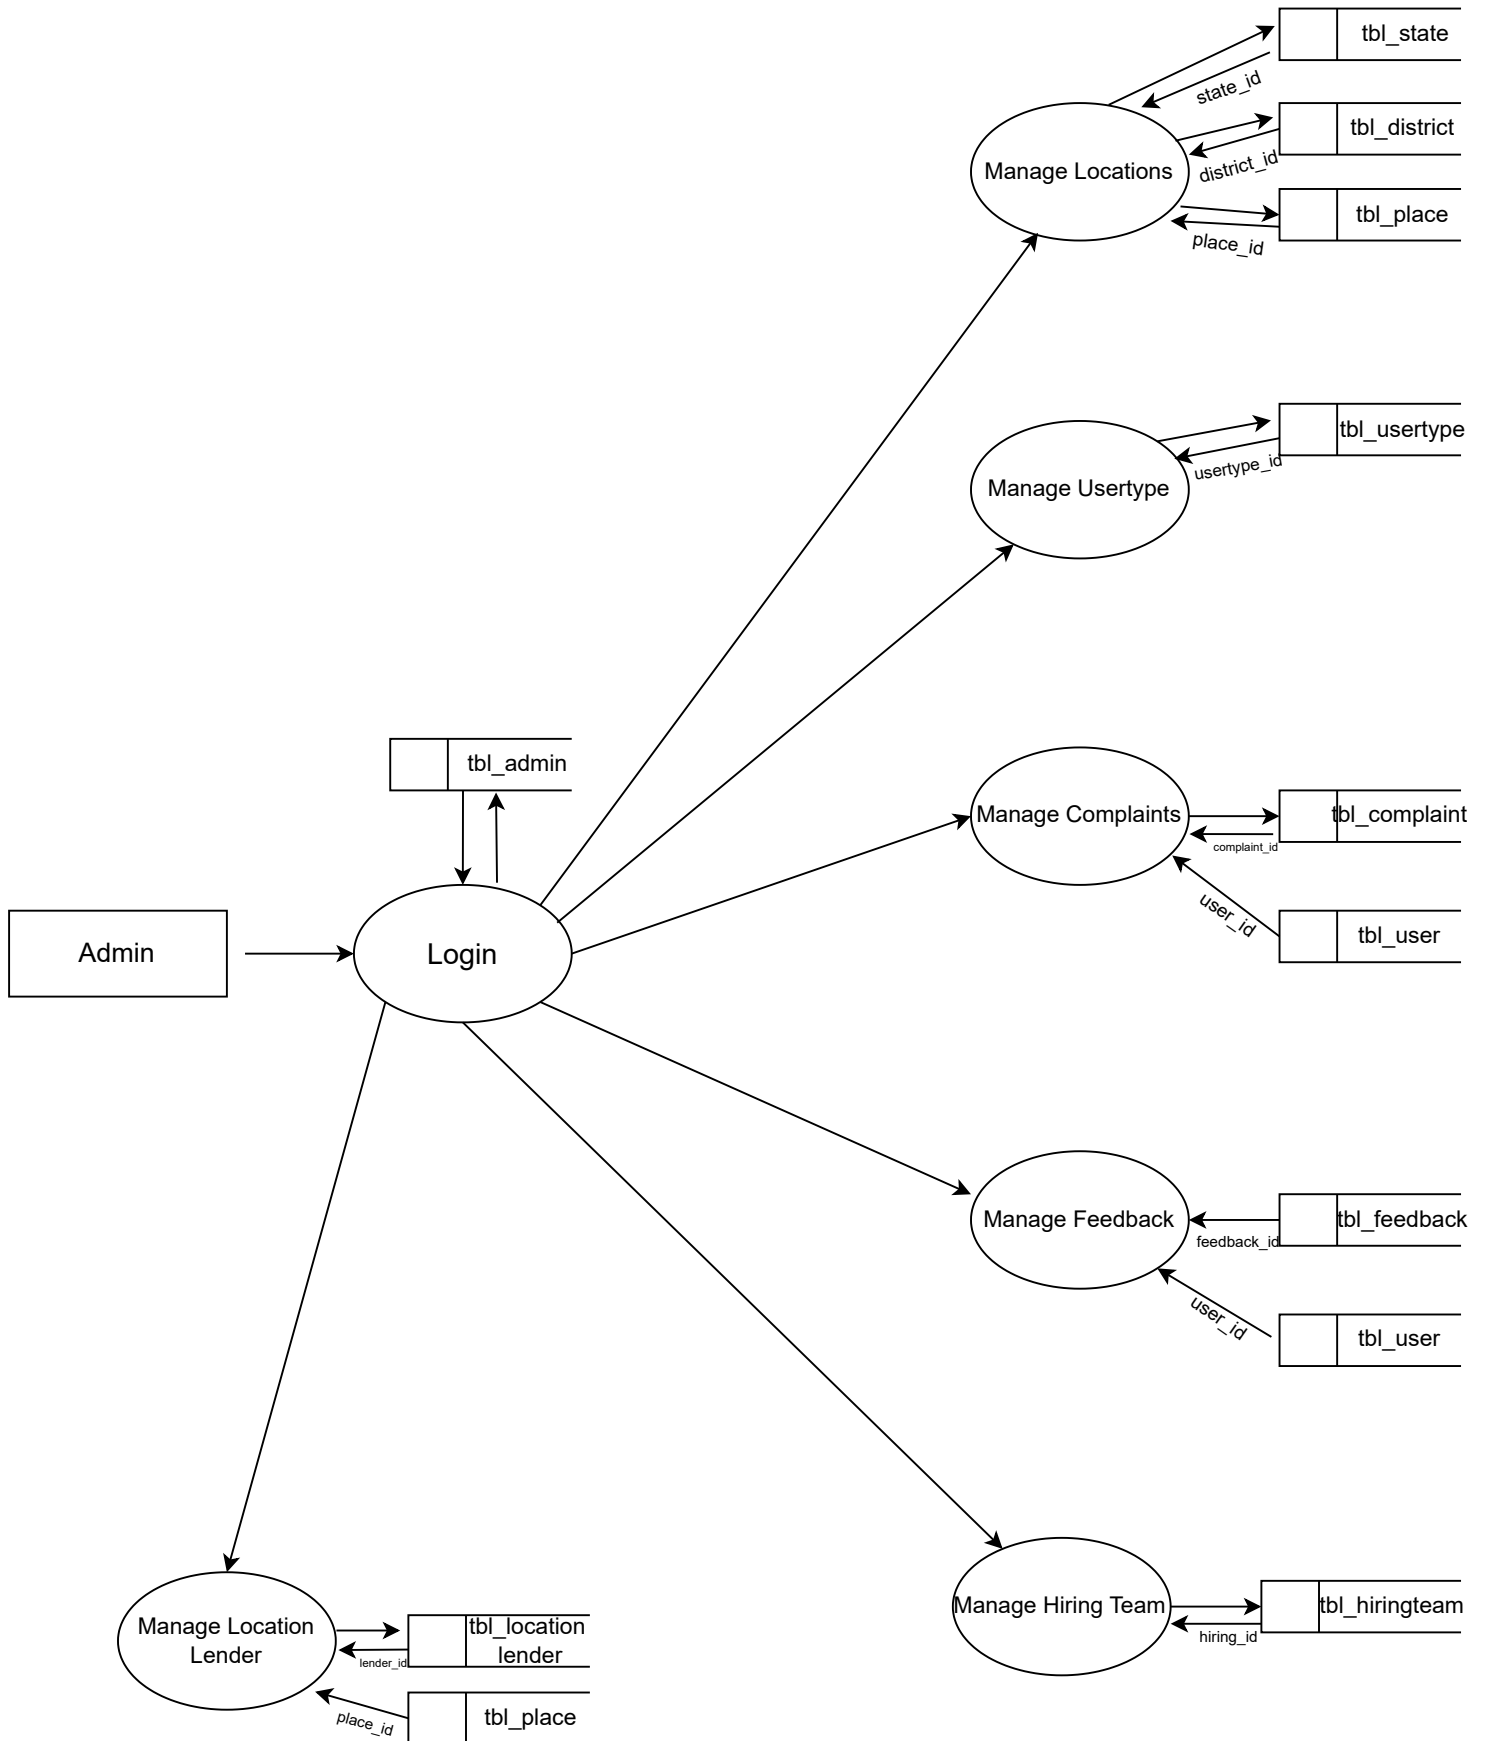 tbl_state
state_id
tbl_district
Manage Locations
district_id
tbl_place
place_id
tbl_usertype
usertype_id
Manage Usertype
tbl_admin
Manage Complaints
tbl_complaint
complaint_id
user_id
tbl_user
Admin
Login
Manage Feedback
tbl_feedback
feedback_id
user_id
tbl_user
Manage Hiring Team
tbl_hiringteam
hiring_id
Manage Location
Lender
tbl_location
lender
lender_id
place_id
tbl_place